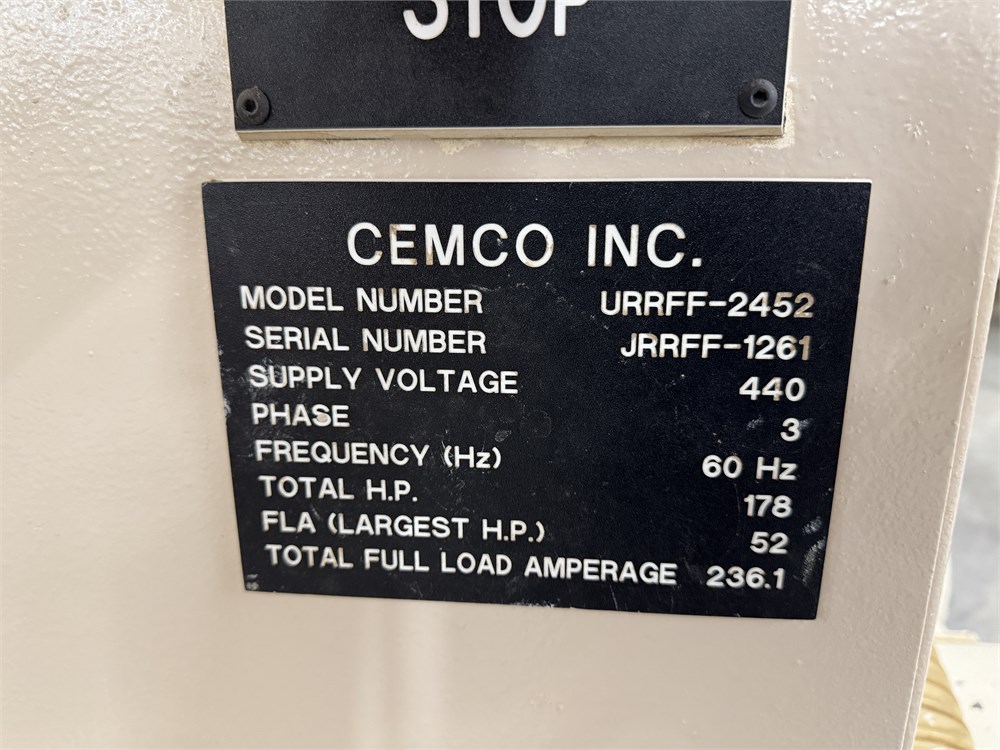 STOP
CEMCO INC.
MODEL NUMBER URRFF-2452
SERIAL NUMBER JRRFF-1261
SUPPLY VOLTAGE 440
PHASE 3
FREQUENCY (Hz) 60 Hz
TOTAL H.P. 178
FLA (LARGEST H.P.) 52
TOTAL FULL LOAD AMPERAGE 236.1